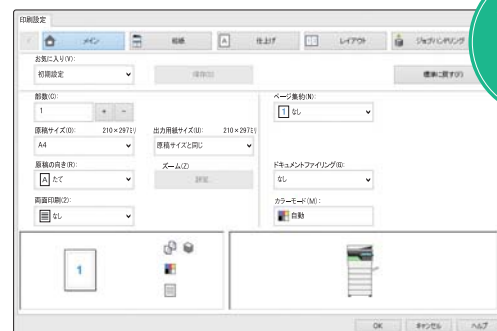 印刷設定
メイン
給紙
A
仕上げ
レイアウト
ジョブハンドリング
お気に入り(V):
初期設定
保存(S)
標準に戻す(F)
部数(C):
1
+
-
ページ集約(N):
1 なし
原稿サイズ(O): 210×297ミリ
出力用紙サイズ(U): 210×297ミリ
A4
原稿サイズと同じ
原稿の向き(R):
ズーム(Z)
ドキュメントファイリング(G):
A たて
設定
なし
両面印刷(2):
カラーモード(M):
なし
自動
1
OK
キャンセル
ヘルプ